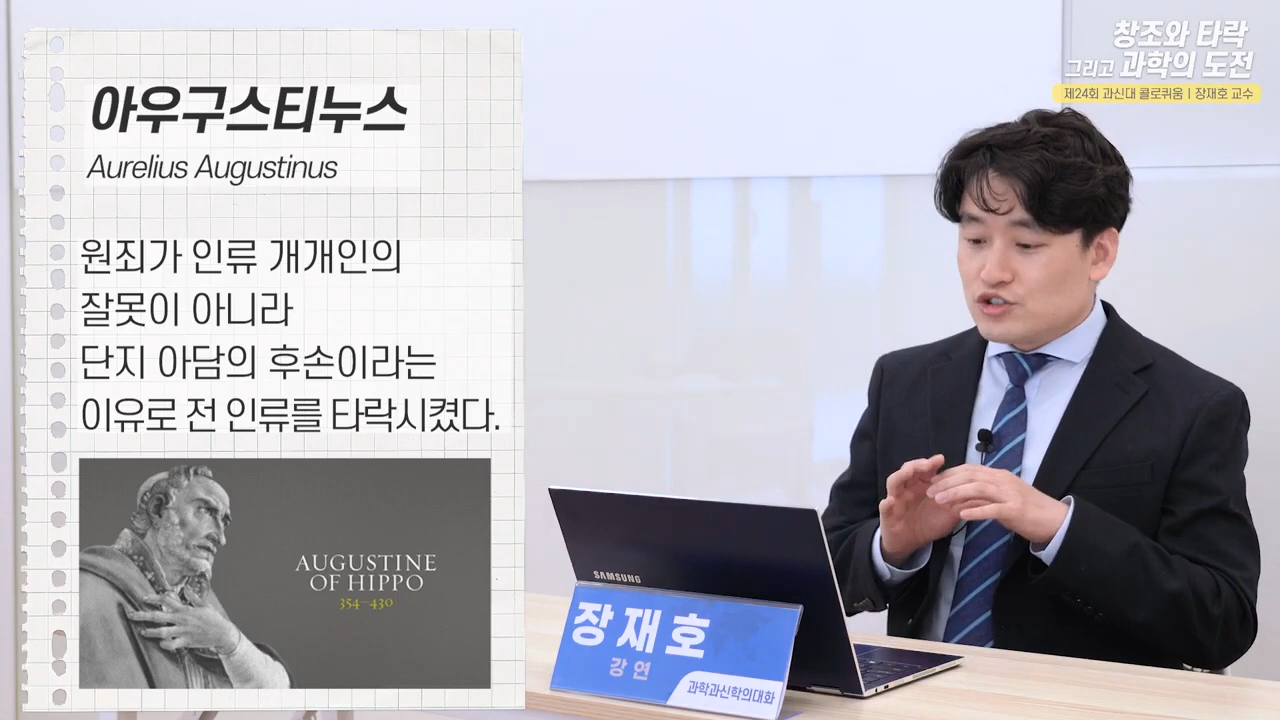 아우구스티누스
Aurelius Augustinus
원죄가 인류 개개인의
잘못이 아니라
단지 아담의 후손이라는
이유로 전 인류를 타락시켰다.
AUGUSTINE
OF HIPPO
354–430
창조와 타락
그리고 과학의 도전
제24회 과신대 콜로퀴움 | 장재호 교수
SAMSUNG
장재호
강연
과학과신학의대화